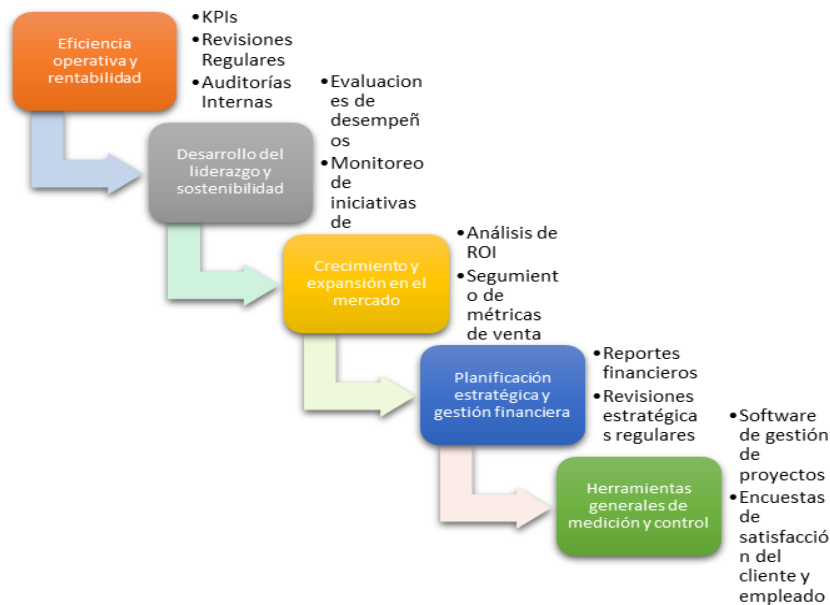 Eficiencia
operativa y
rentabilidad
•KPIs
•Revisiones
Regulares
•Auditorías
Internas
Desarrollo del
liderazgo y
sostenibilidad
•Evaluacion
es de
desempeñ
os
•Monitoreo
de
iniciativas
de
Crecimiento y
expansión en el
mercado
•Análisis de
ROI
•Segumient
o de
métricas
de venta
Planificación
estratégica y
gestión financiera
•Reportes
financieros
•Revisiones
estratégica
s regulares
Herramientas
generales de
medición y control
•Software
de gestión
de
proyectos
•Encuestas
de
satisfacció
n del
cliente y
empleado